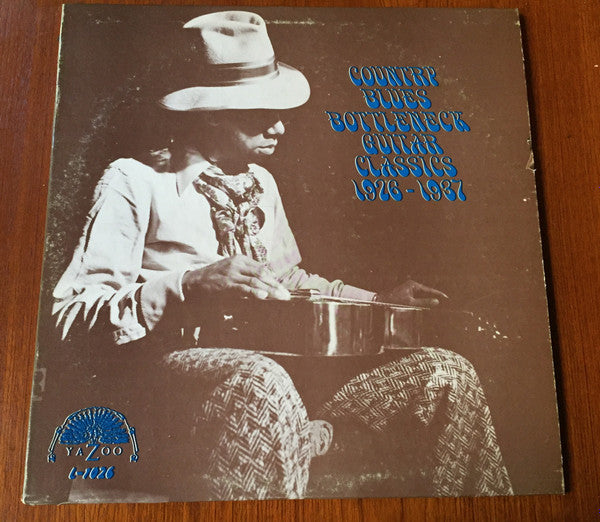 COUNTRY
BLUES
BOTTLENECK
GUITAR
CLASSICS
1926 - 1937
YAZOO
L-1026